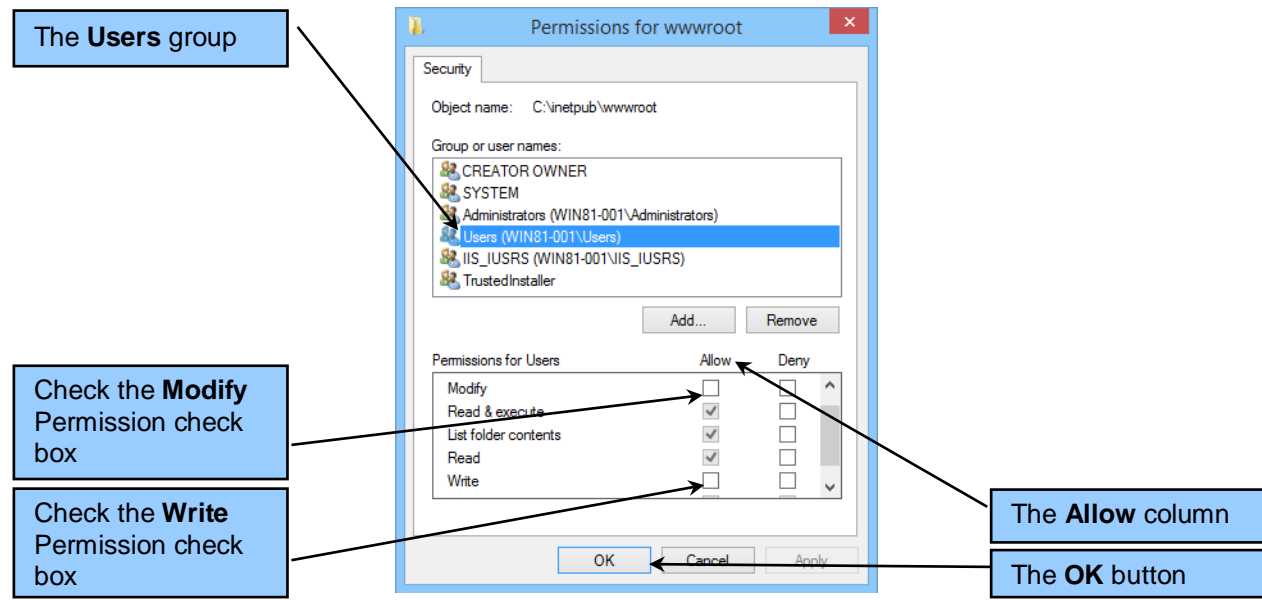 The Users group
Permissions for wwwroot
Security
Object name: C:\inetpub\wwwroot
Group or user names:
CREATOR OWNER
SYSTEM
Administrators (WIN81-001\Administrators)
Users (WIN81-001\Users)
IIS_IUSRS (WIN81-001\IIS_IUSRS)
TrustedInstaller
Add... Remove
Permissions for Users Allow Deny
Modify
Read & execute
List folder contents
Read
Write
OK Cancel Apply
Check the Modify
Permission check
box
Check the Write
Permission check
box
The Allow column
The OK button